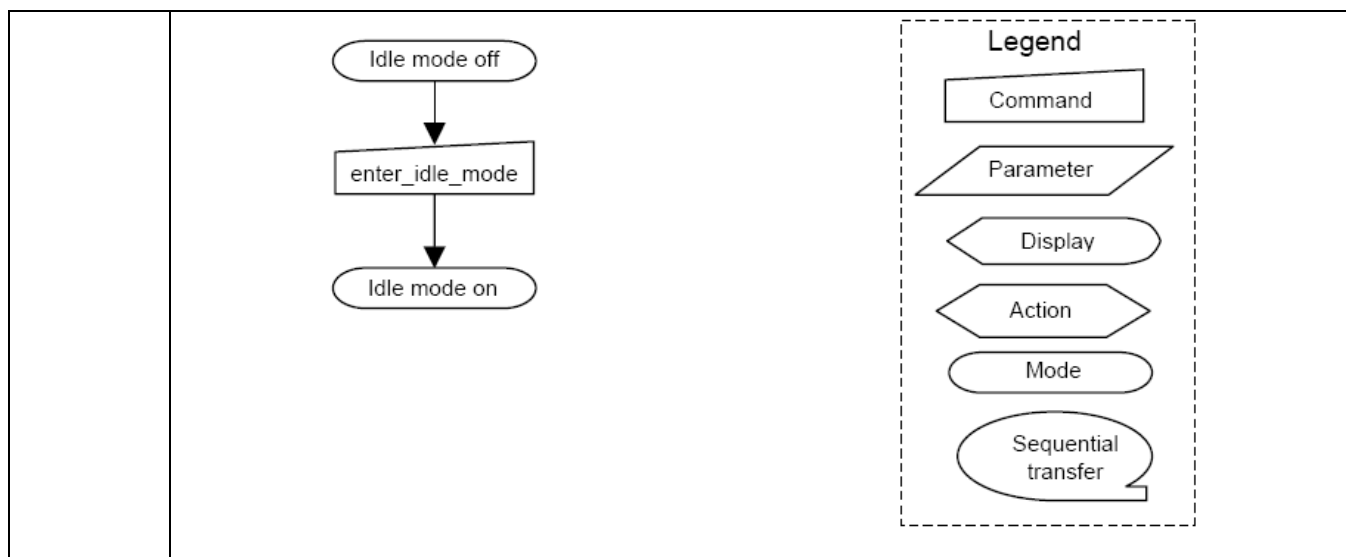 Idle mode off
enter_idle_mode
Idle mode on
Legend
Command
Parameter
Display
Action
Mode
Sequential
transfer